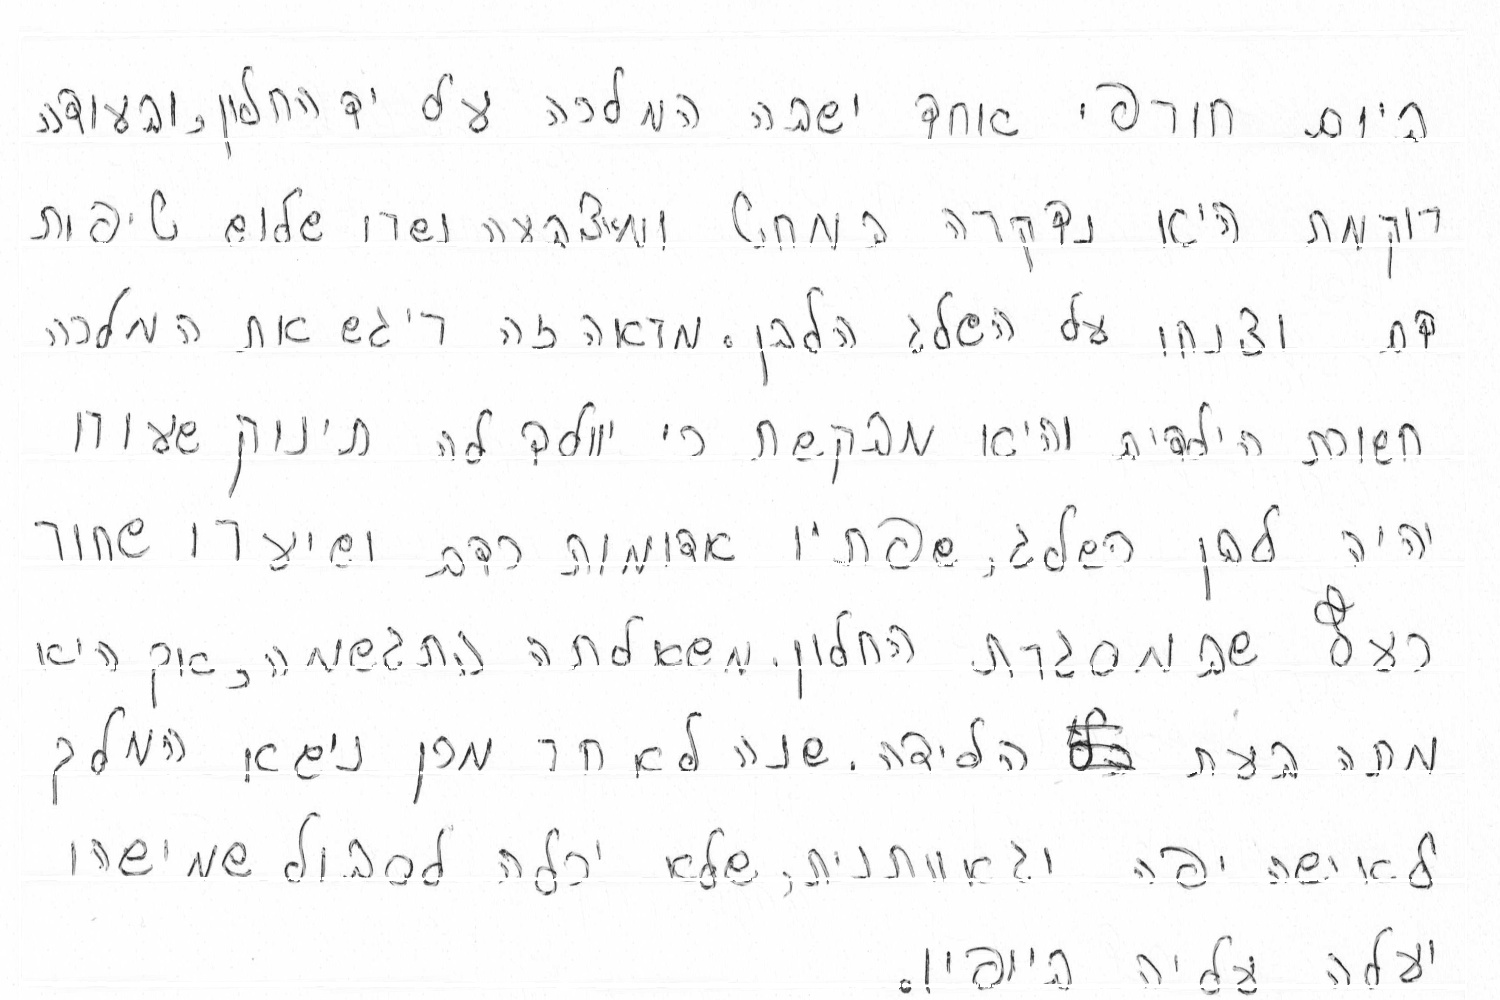 ביום חורפי אחד ישבה המלכה על יד החלון, ובעודה
רוקמת היא נדקרה במחט ומאצבעה נשרו שלוש טיפות
דם וצנחו על השלג הלבן. מראה זה ריגש את המלכה
חשוכת הילדית והיא מבקשת כי יוולד לה תינוק שעורו
יהיה לבן כשלג, שפתיו אדומות כדם ושיערו שחור
כעץ שבמסגרת החלון. משאלתה התגשמה, אך היא
מתה בעת הלידה. שנה לאחר מכן נישא המלך
לאישה יפה וגאוותנית, שלא יכלה לסבול שמישהו
יעלה עליה ביופיו.